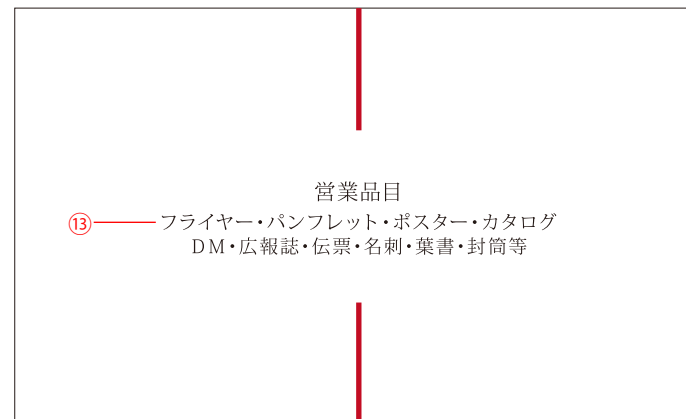 営業品目
⑬ フライヤー・パンフレット・ポスター・カタログ
DM・広報誌・伝票・名刺・葉書・封筒等